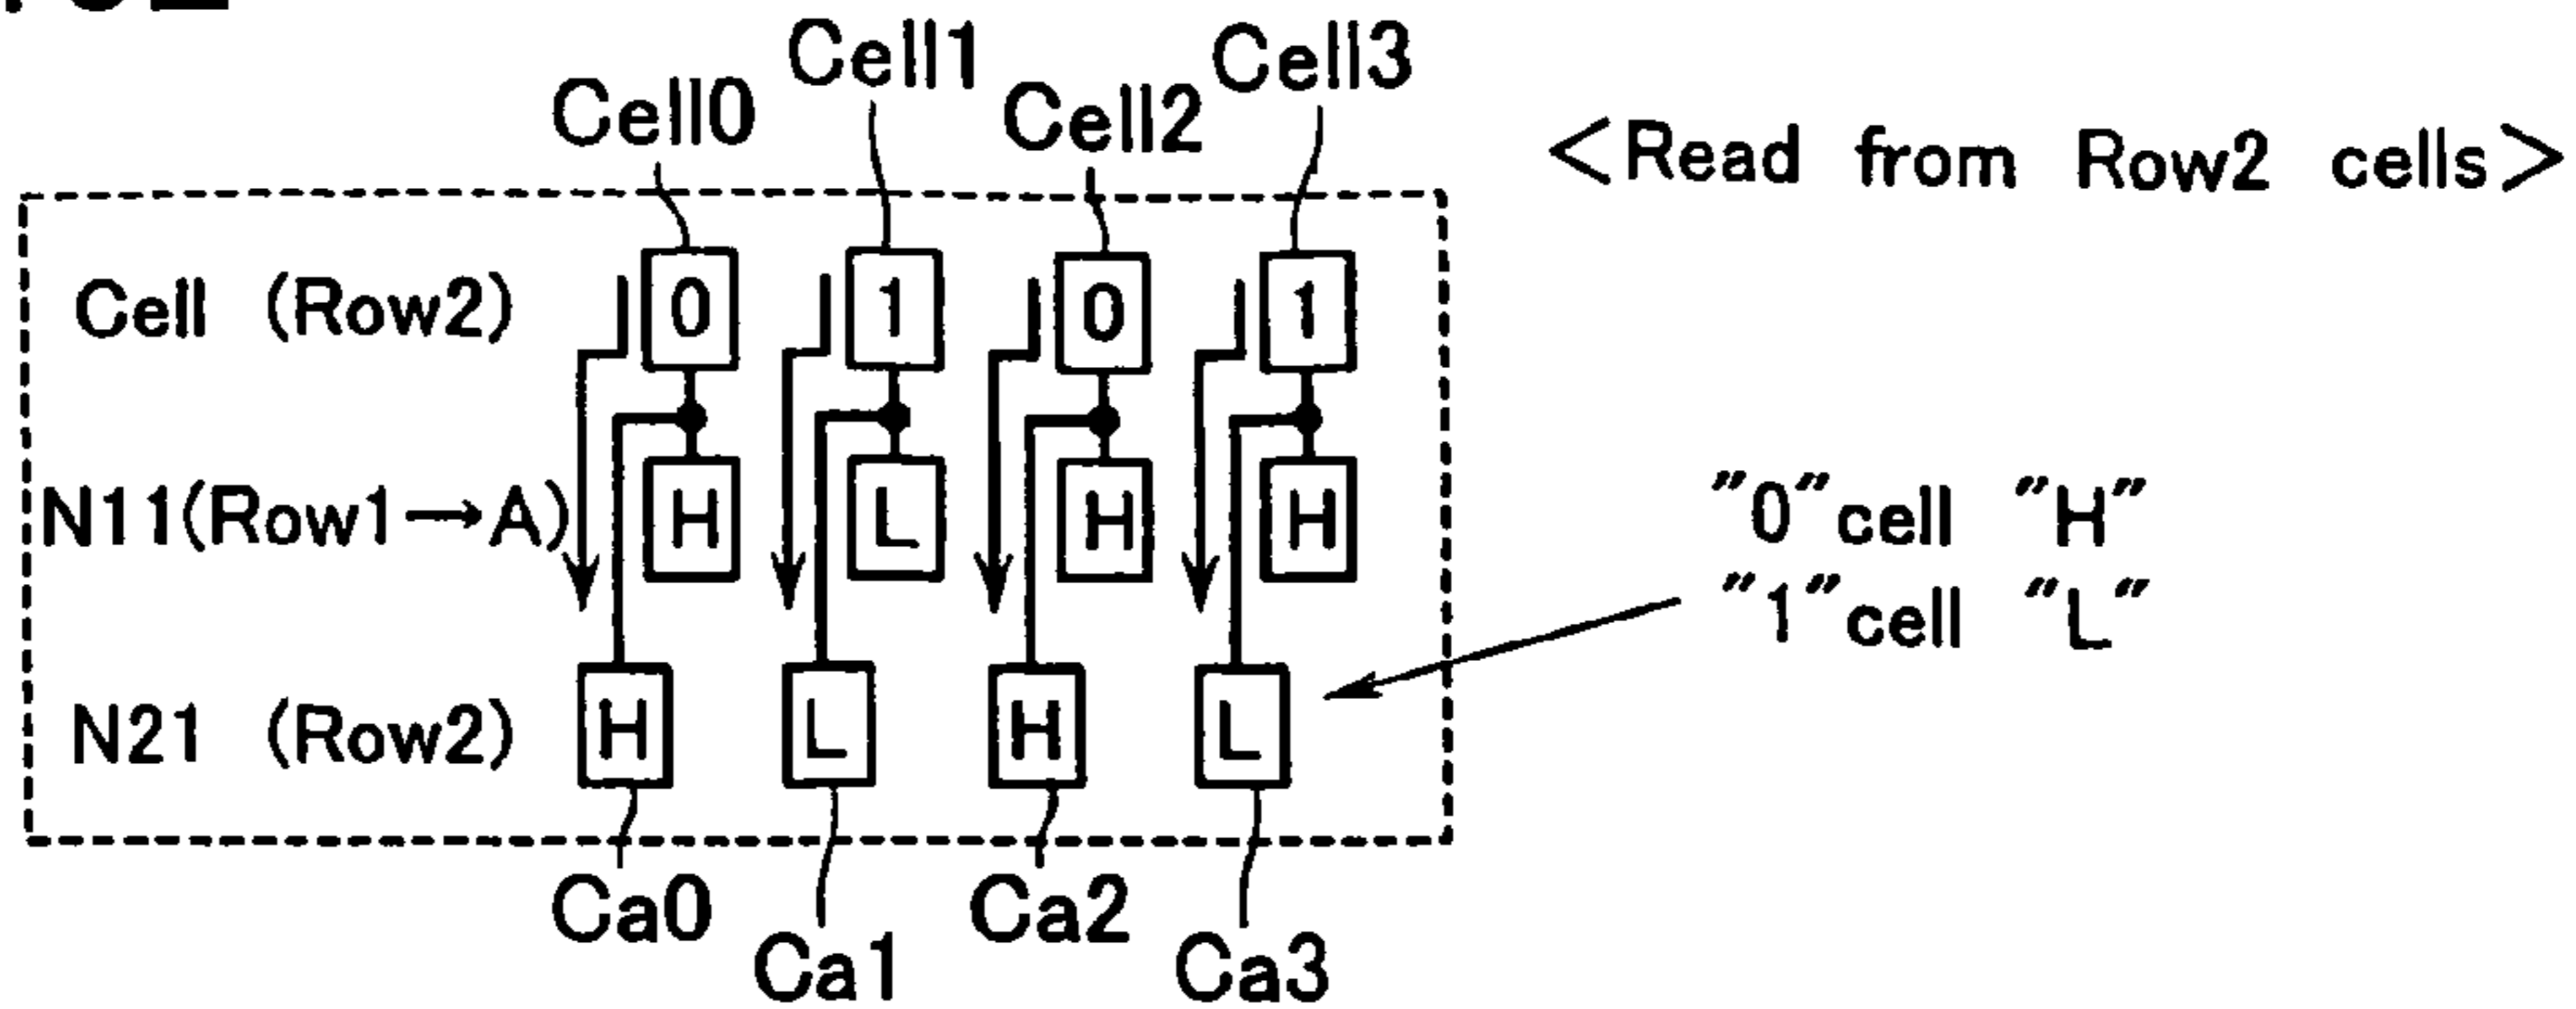 Cell0 Cell1 Cell2 Cell3
<Read from Row2 cells>
Cell (Row2) 0 1 0 1
N11(Row1→A) H L H H
"0"cell "H"
"1"cell "L"
N21 (Row2) H L H L
Ca0 Ca1 Ca2 Ca3